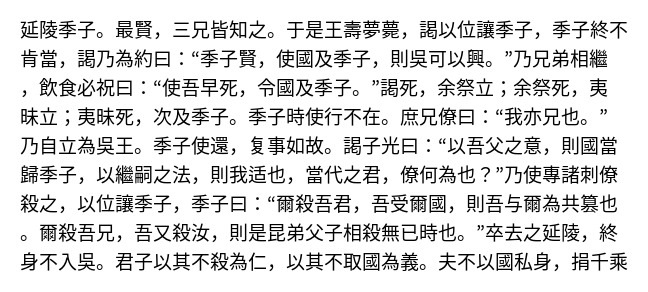 延陵季子。最賢，三兄皆知之。于是王壽夢薨，謁以位讓季子，季子終不
肯當，謁乃為約曰：“季子賢，使國及季子，則吳可以興。”乃兄弟相繼
，飲食必祝曰：“使吾早死，令國及季子。”謁死，余祭立；余祭死，夷
昧立；夷昧死，次及季子。季子時使行不在。庶兄僚曰：“我亦兄也。”
乃自立為吳王。季子使還，复事如故。謁子光曰：“以吾父之意，則國當
歸季子，以繼嗣之法，則我适也，當代之君，僚何為也？”乃使專諸刺僚
殺之，以位讓季子，季子曰：“爾殺吾君，吾受爾國，則吾与爾為共篡也
。爾殺吾兄，吾又殺汝，則是昆弟父子相殺無已時也。”卒去之延陵，終
身不入吳。君子以其不殺為仁，以其不取國為義。夫不以國私身，捐千乘